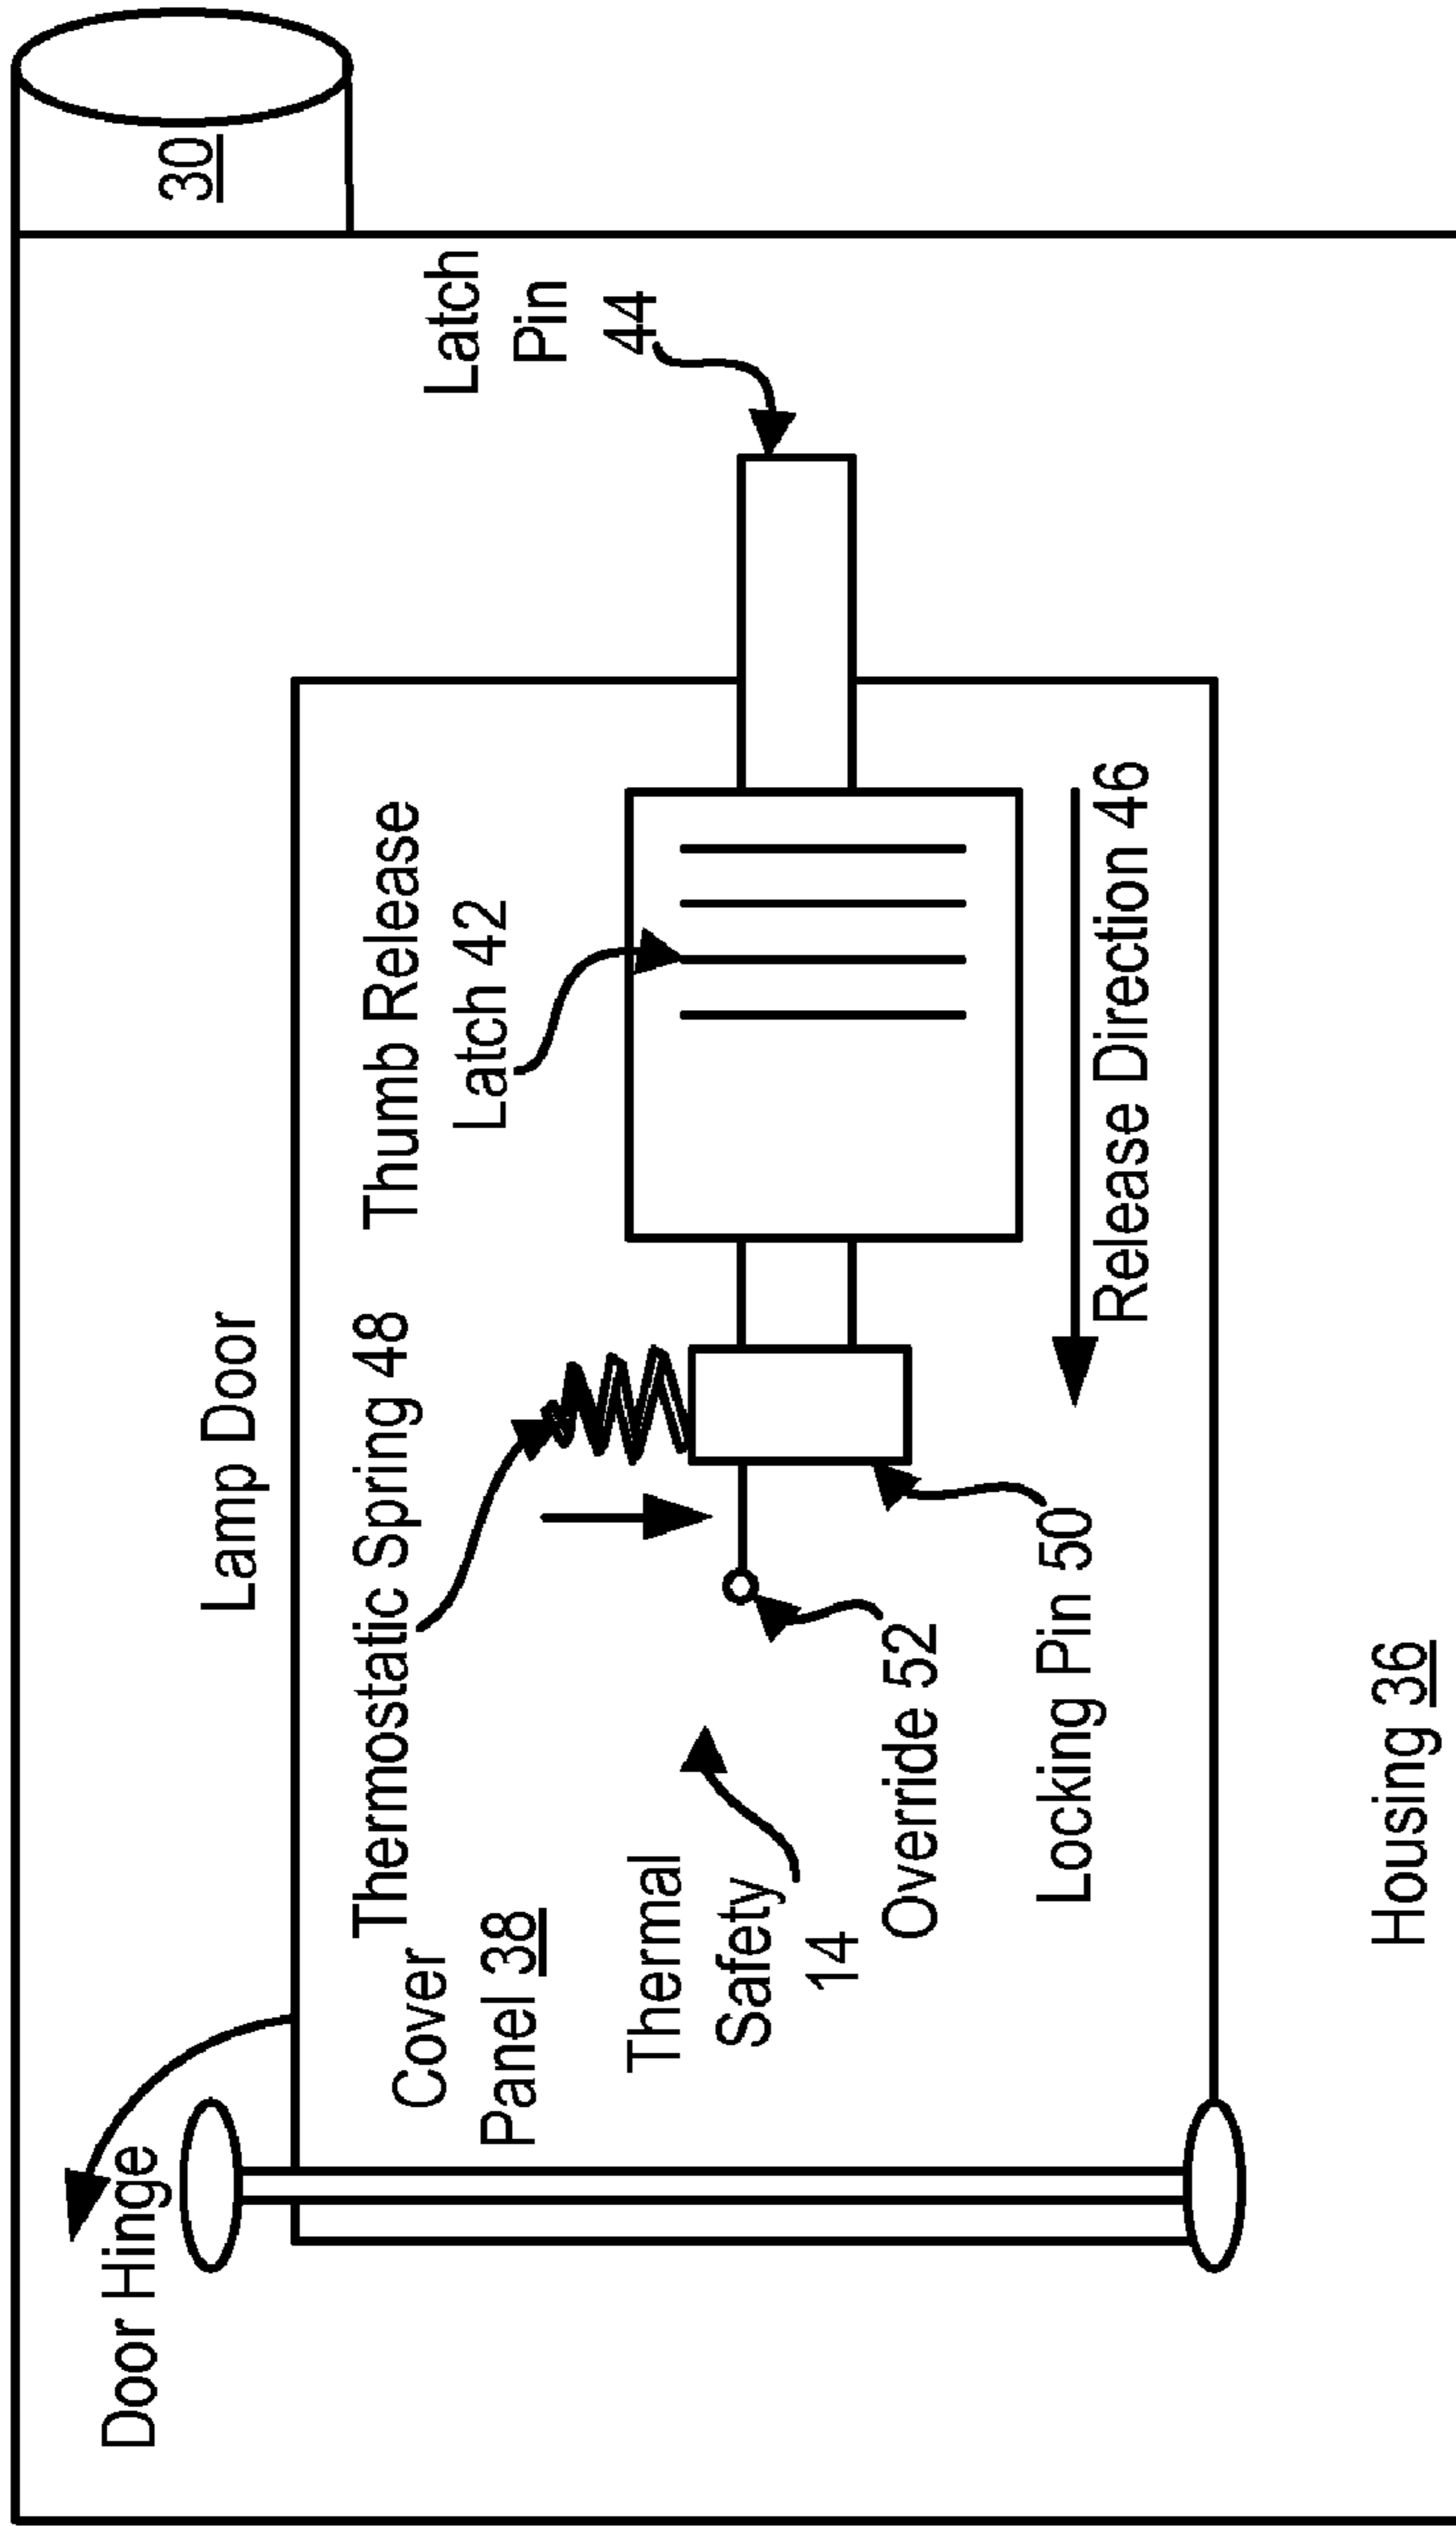 30
Latch
Pin
44
Lamp Door
Door Hinge
Thumb Release
Latch 42
Thermostatic Spring 48
Cover
Panel 38
Thermal
Safety
14
Override 52
Locking Pin 50
Release Direction 46
Housing 36